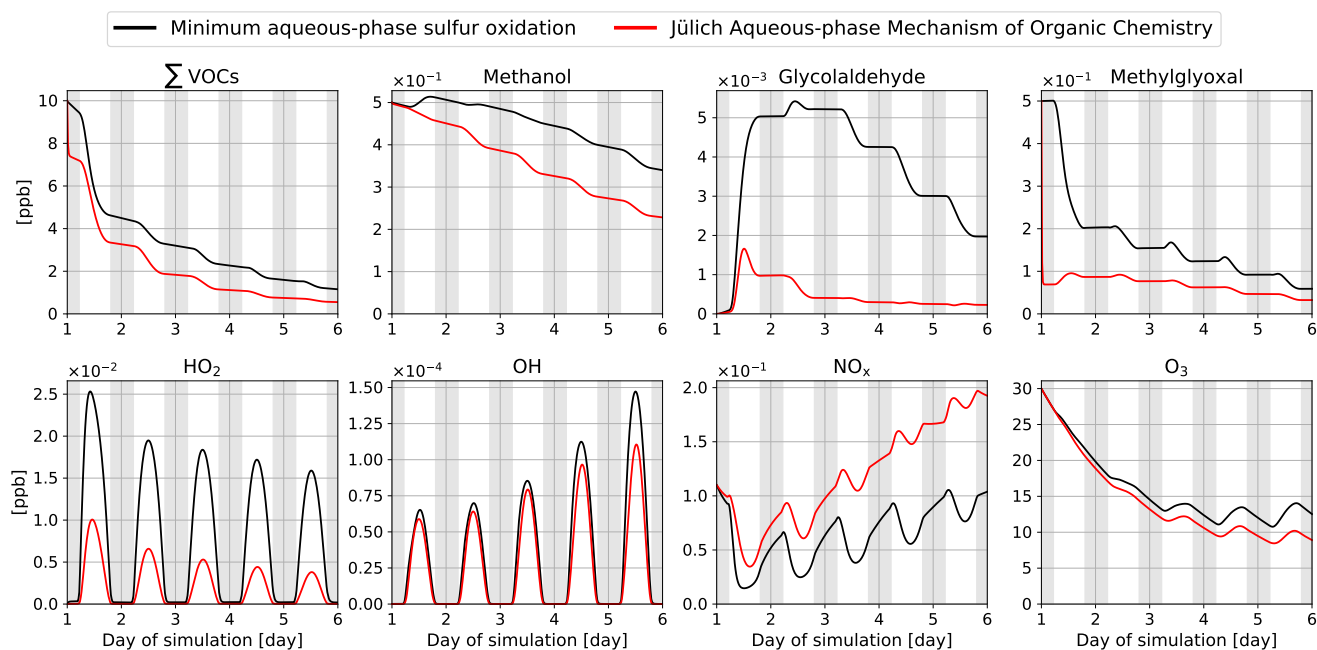 Minimum aqueous-phase sulfur oxidation
Jülich Aqueous-phase Mechanism of Organic Chemistry
∑ VOCs
[ppb]
10
8
6
4
2
0
1 2 3 4 5 6
×10⁻¹ Methanol
5
4
3
2
1
0
1 2 3 4 5 6
×10⁻³ Glycolaldehyde
5
4
3
2
1
0
1 2 3 4 5 6
×10⁻¹ Methylglyoxal
5
4
3
2
1
0
1 2 3 4 5 6
×10⁻² HO₂
[ppb]
2.5
2.0
1.5
1.0
0.5
0.0
1 2 3 4 5 6
Day of simulation [day]
×10⁻⁴ OH
1.50
1.25
1.00
0.75
0.50
0.25
0.00
1 2 3 4 5 6
Day of simulation [day]
×10⁻¹ NOₓ
2.0
1.5
1.0
0.5
0.0
1 2 3 4 5 6
Day of simulation [day]
O₃
30
25
20
15
10
5
0
1 2 3 4 5 6
Day of simulation [day]